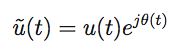 ũ(t) = u(t)e^{jθ(t)}